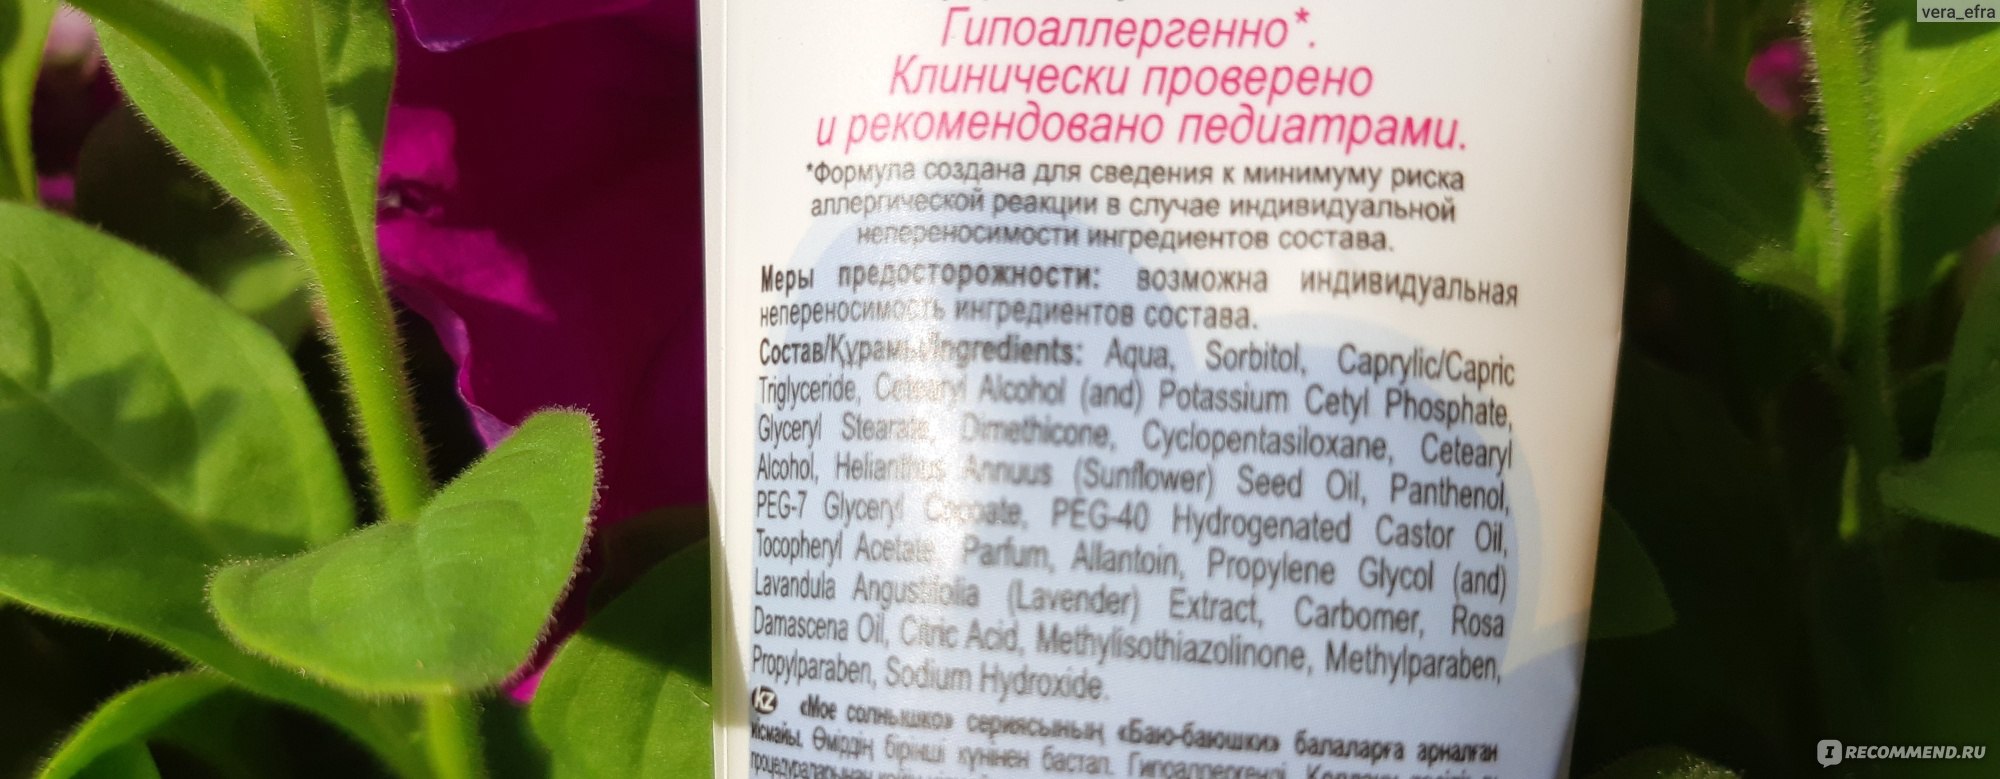 vera_efra
Гипоаллергенно*.
Клинически проверено
и рекомендовано педиатрами.
*Формула создана для сведения к минимуму риска
аллергической реакции в случае индивидуальной
непереносимости ингредиентов состава.
Меры предосторожности: возможна индивидуальная
непереносимость ингредиентов состава.
Состав/Құрамы/Ingredients: Aqua, Sorbitol, Caprylic/Capric
Triglyceride, Cetearyl Alcohol (and) Potassium Cetyl Phosphate,
Glyceryl Stearate, Dimethicone, Cyclopentasiloxane, Cetearyl
Alcohol, Helianthus Annuus (Sunflower) Seed Oil, Panthenol,
PEG-7 Glyceryl Cocoate, PEG-40 Hydrogenated Castor Oil,
Tocopheryl Acetate, Parfum, Allantoin, Propylene Glycol (and)
Lavandula Angustifolia (Lavender) Extract, Carbomer, Rosa
Damascena Oil, Citric Acid, Methylisothiazolinone, Methylparaben,
Propylparaben, Sodium Hydroxide.
KZ «Мое солнышко» сериясының «Баю-баюшки» балаларға арналған
Өмірдің бірінші күнінен бастап. Гипоаллергенді.
IRECOMMEND.RU